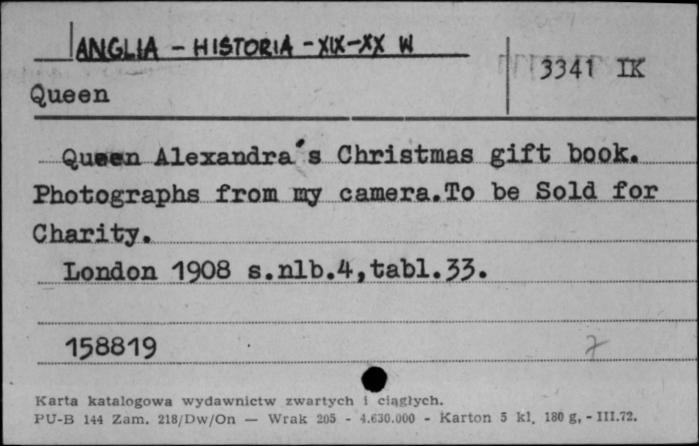 ANGLIA - HISTORIA - XIX-XX W
3341 IK
Queen
Queen Alexandra's Christmas gift book.
Photographs from my camera.To be Sold for
Charity.
London 1908 s.nlb.4,tabl.33.
158819
7
Karta katalogowa wydawnictw zwartych i ciągłych.
PU-B 144 Zam. 218/Dw/On — Wrak 205 - 4.630.000 - Karton 5 kl. 180 g. - III.72.